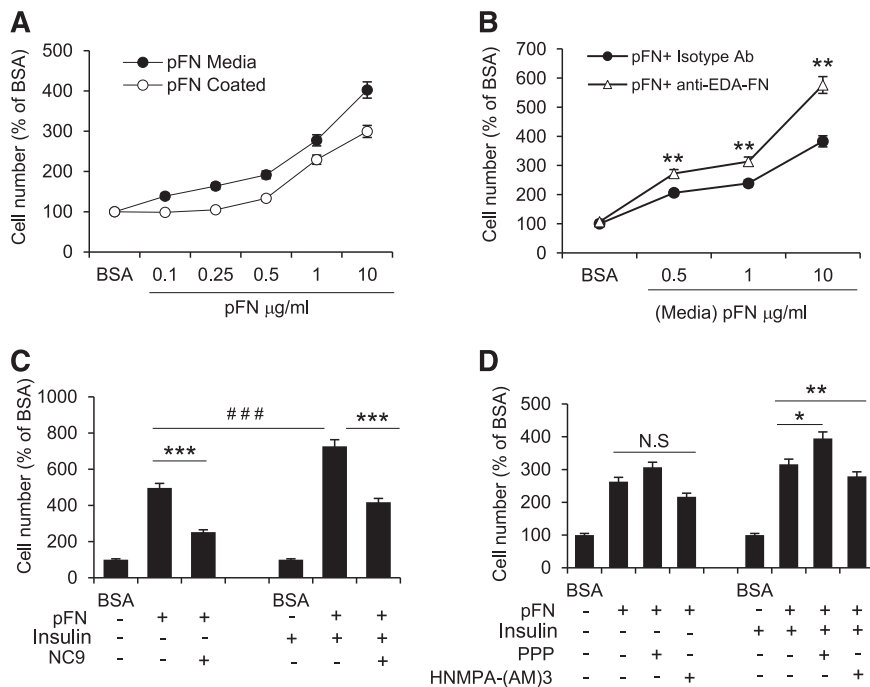 A
Cell number (% of BSA)
500
400
300
200
100
0
pFN Media
pFN Coated
BSA 0.1 0.25 0.5 1 10
pFN μg/ml
B
Cell number (% of BSA)
700
600
500
400
300
200
100
0
pFN+ Isotype Ab
pFN+ anti-EDA-FN
** ** **
BSA 0.5 1 10
(Media) pFN μg/ml
C
Cell number (% of BSA)
1000
800
600
400
200
0
###
*** ***
BSA BSA
pFN - + + - + +
Insulin - - - + + +
NC9 - - + - - +
D
Cell number (% of BSA)
500
400
300
200
100
0
N.S
**
*
BSA BSA
pFN - + + + - + + +
Insulin - - - - + + + +
PPP - - + - - - + -
HNMPA-(AM)3 - - - + - - - +